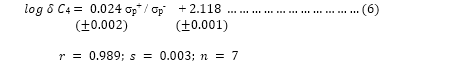 log δ C₄ = 0.024 σₚ⁺/ σₚ⁻ + 2.118 … … … … … … … … … … … … (6)
(±0.002) (±0.001)
r = 0.989; s = 0.003; n = 7